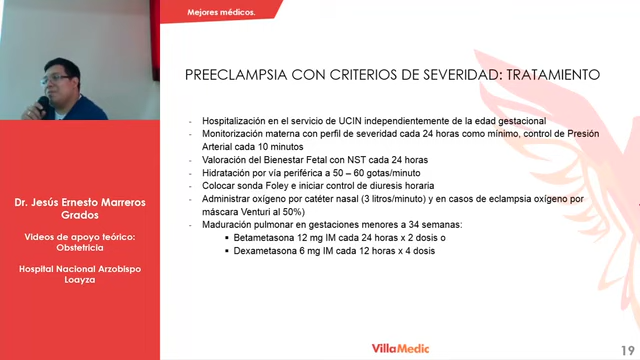 Mejores médicos.
PREECLAMPSIA CON CRITERIOS DE SEVERIDAD: TRATAMIENTO
- Hospitalización en el servicio de UCIN independientemente de la edad gestacional
- Monitorización materna con perfil de severidad cada 24 horas como mínimo, control de Presión
Arterial cada 10 minutos
- Valoración del Bienestar Fetal con NST cada 24 horas
- Hidratación por vía periférica a 50 – 60 gotas/minuto
- Colocar sonda Foley e iniciar control de diuresis horaria
- Administrar oxígeno por catéter nasal (3 litros/minuto) y en casos de eclampsia oxígeno por
máscara Venturi al 50%)
- Maduración pulmonar en gestaciones menores a 34 semanas:
▪ Betametasona 12 mg IM cada 24 horas x 2 dosis o
▪ Dexametasona 6 mg IM cada 12 horas x 4 dosis
Dr. Jesús Ernesto Marreros
Grados
Videos de apoyo teórico:
Obstetricía
Hospital Nacional Arzobispo
Loayza
VillaMedic
19